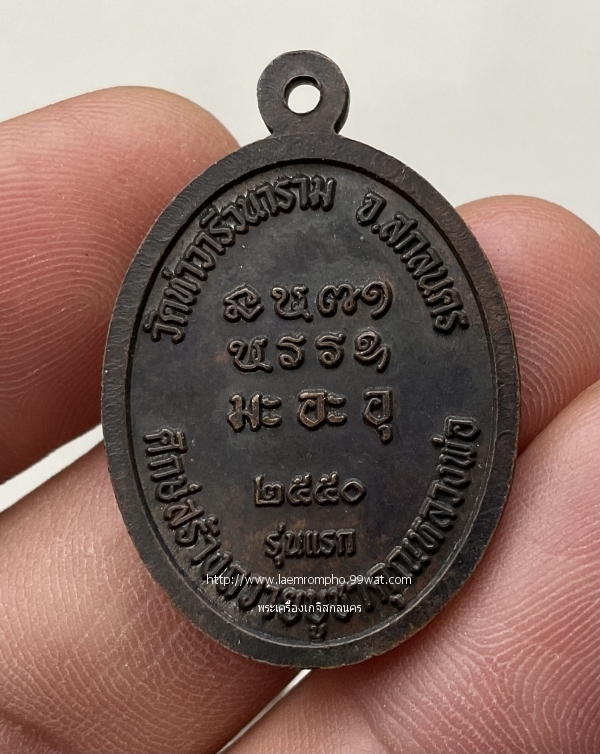 วัดท่าวารีวนาราม จ.สกลนคร
มะ อะ อุ
๒๕๕๐
รุ่นแรก
ศิษย์สร้างถวายบูชาคุณหลวงพ่อ
http://www.laemrompho.99wat.com
พระเครื่องเกจิสกลนคร